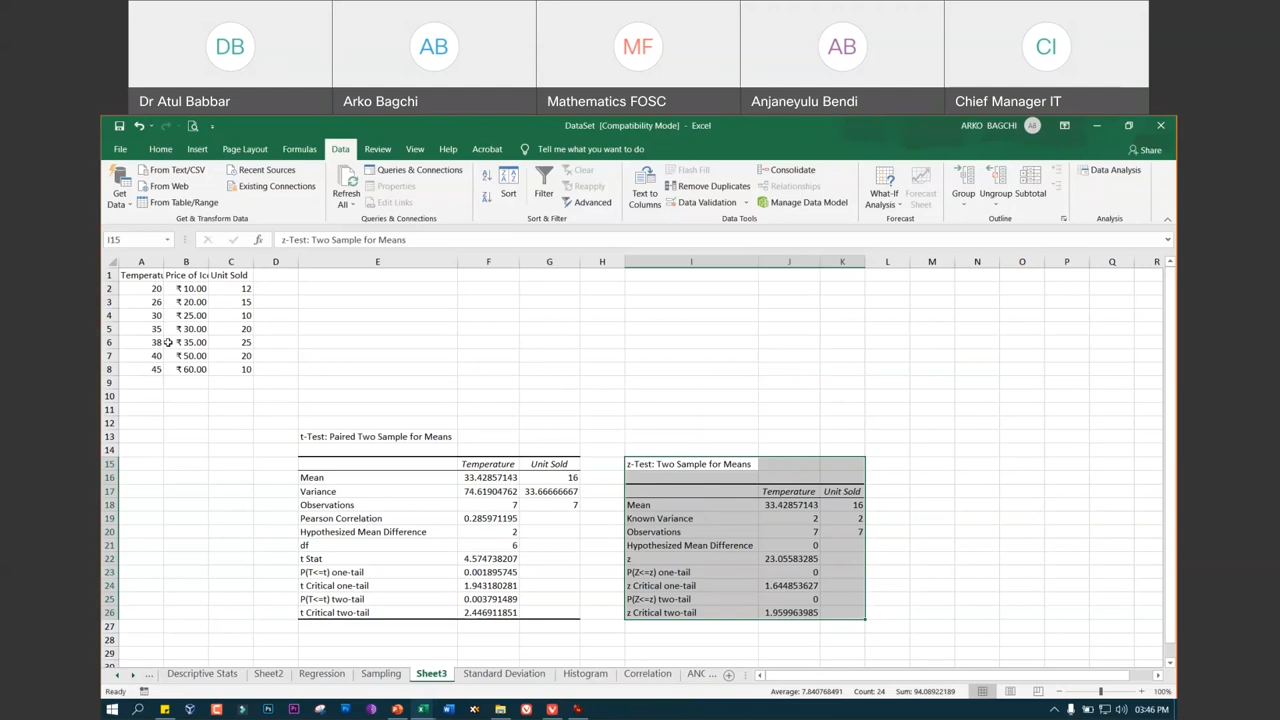 DB AB MF AB CI
Dr Atul Babbar Arko Bagchi Mathematics FOSC Anjaneyulu Bendi Chief Manager IT
DataSet [Compatibility Mode] - Excel ARKO BAGCHI AB
File Home Insert Page Layout Formulas Data Review View Help Acrobat Tell me what you want to do Share
Get Data From Text/CSV From Web From Table/Range Recent Sources Existing Connections
Refresh All Queries & Connections Properties Edit Links
Sort Filter Clear Reapply Advanced
Text to Columns Flash Fill Remove Duplicates Data Validation Consolidate Relationships Manage Data Model
What-If Analysis Forecast Sheet Group Ungroup Subtotal Data Analysis
Get & Transform Data Queries & Connections Sort & Filter Data Tools Forecast Outline Analysis
I15 fx z-Test: Two Sample for Means
A B C D E F G H I J K L M N O P Q R
1 Temperatu Price of Ice Unit Sold
2 20 ₹ 10.00 12
3 26 ₹ 20.00 15
4 30 ₹ 25.00 10
5 35 ₹ 30.00 20
6 38 ₹ 35.00 25
7 40 ₹ 50.00 20
8 45 ₹ 60.00 10
9
10
11
12
13 t-Test: Paired Two Sample for Means
14
15 Temperature Unit Sold z-Test: Two Sample for Means
16 Mean 33.42857143 16
17 Variance 74.61904762 33.66666667 Temperature Unit Sold
18 Observations 7 7 Mean 33.42857143 16
19 Pearson Correlation 0.285971195 Known Variance 2 2
20 Hypothesized Mean Difference 2 Observations 7 7
21 df 6 Hypothesized Mean Difference 0
22 t Stat 4.574738207 z 23.05583285
23 P(T<=t) one-tail 0.001895745 P(Z<=z) one-tail 0
24 t Critical one-tail 1.943180281 z Critical one-tail 1.644853627
25 P(T<=t) two-tail 0.003791489 P(Z<=z) two-tail 0
26 t Critical two-tail 2.446911851 z Critical two-tail 1.959963985
27
28
29
30
... Descriptive Stats Sheet2 Regression Sampling Sheet3 Standard Deviation Histogram Correlation ANC ...
Ready Average: 7.840768491 Count: 24 Sum: 94.08922189 100%
03:46 PM